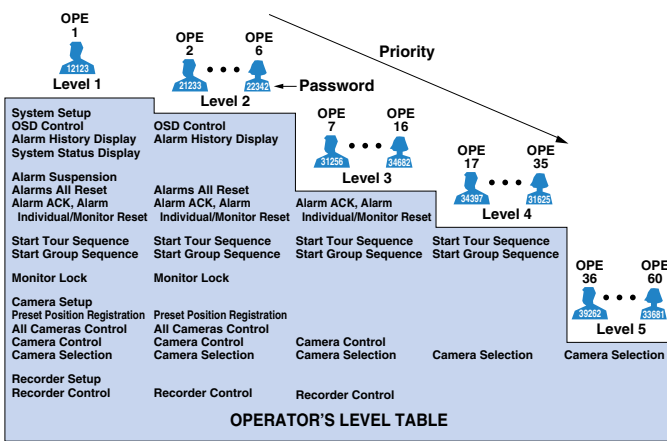 OPE
1
12123
Level 1
OPE OPE
2 6
21233 22342
Level 2
Priority
Password
OPE OPE
7 16
31256 34682
Level 3
OPE OPE
17 35
34397 31625
Level 4
OPE OPE
36 60
39262 33681
Level 5
System Setup
OSD Control OSD Control
Alarm History Display Alarm History Display
System Status Display
Alarm Suspension
Alarms All Reset Alarms All Reset
Alarm ACK, Alarm Alarm ACK, Alarm Alarm ACK, Alarm
Individual/Monitor Reset Individual/Monitor Reset Individual/Monitor Reset
Start Tour Sequence Start Tour Sequence Start Tour Sequence Start Tour Sequence
Start Group Sequence Start Group Sequence Start Group Sequence Start Group Sequence
Monitor Lock Monitor Lock
Camera Setup
Preset Position Registration Preset Position Registration
All Cameras Control All Cameras Control
Camera Control Camera Control Camera Control
Camera Selection Camera Selection Camera Selection Camera Selection Camera Selection
Recorder Setup
Recorder Control Recorder Control Recorder Control
OPERATOR'S LEVEL TABLE